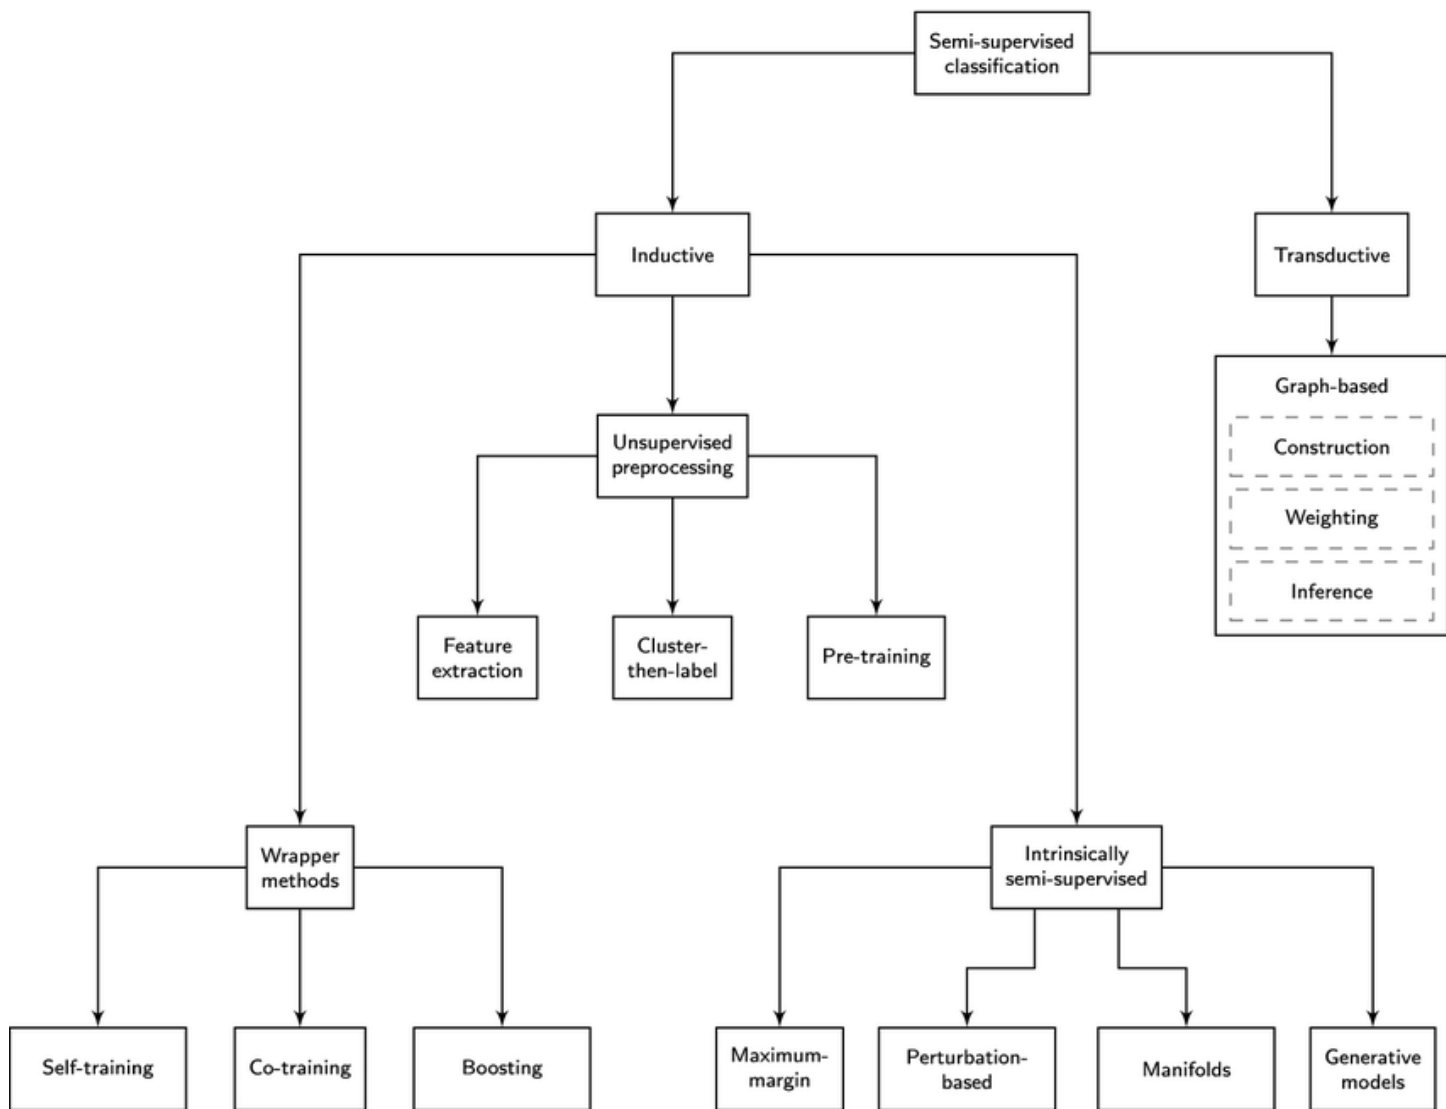 Semi-supervised
classification
Inductive
Transductive
Graph-based
Construction
Weighting
Inference
Unsupervised
preprocessing
Feature
extraction
Cluster-
then-label
Pre-training
Wrapper
methods
Intrinsically
semi-supervised
Self-training
Co-training
Boosting
Maximum-
margin
Perturbation-
based
Manifolds
Generative
models